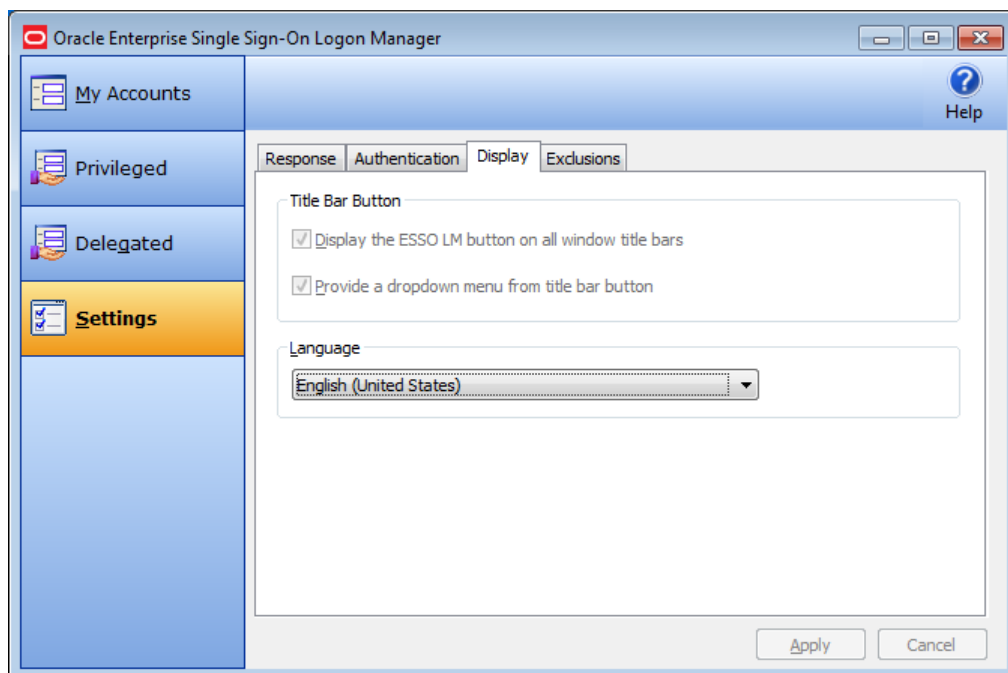 Oracle Enterprise Single Sign-On Logon Manager
My Accounts
Privileged
Delegated
Settings
Help
Response Authentication Display Exclusions
Title Bar Button
Display the ESSO LM button on all window title bars
Provide a dropdown menu from title bar button
Language
English (United States)
Apply Cancel